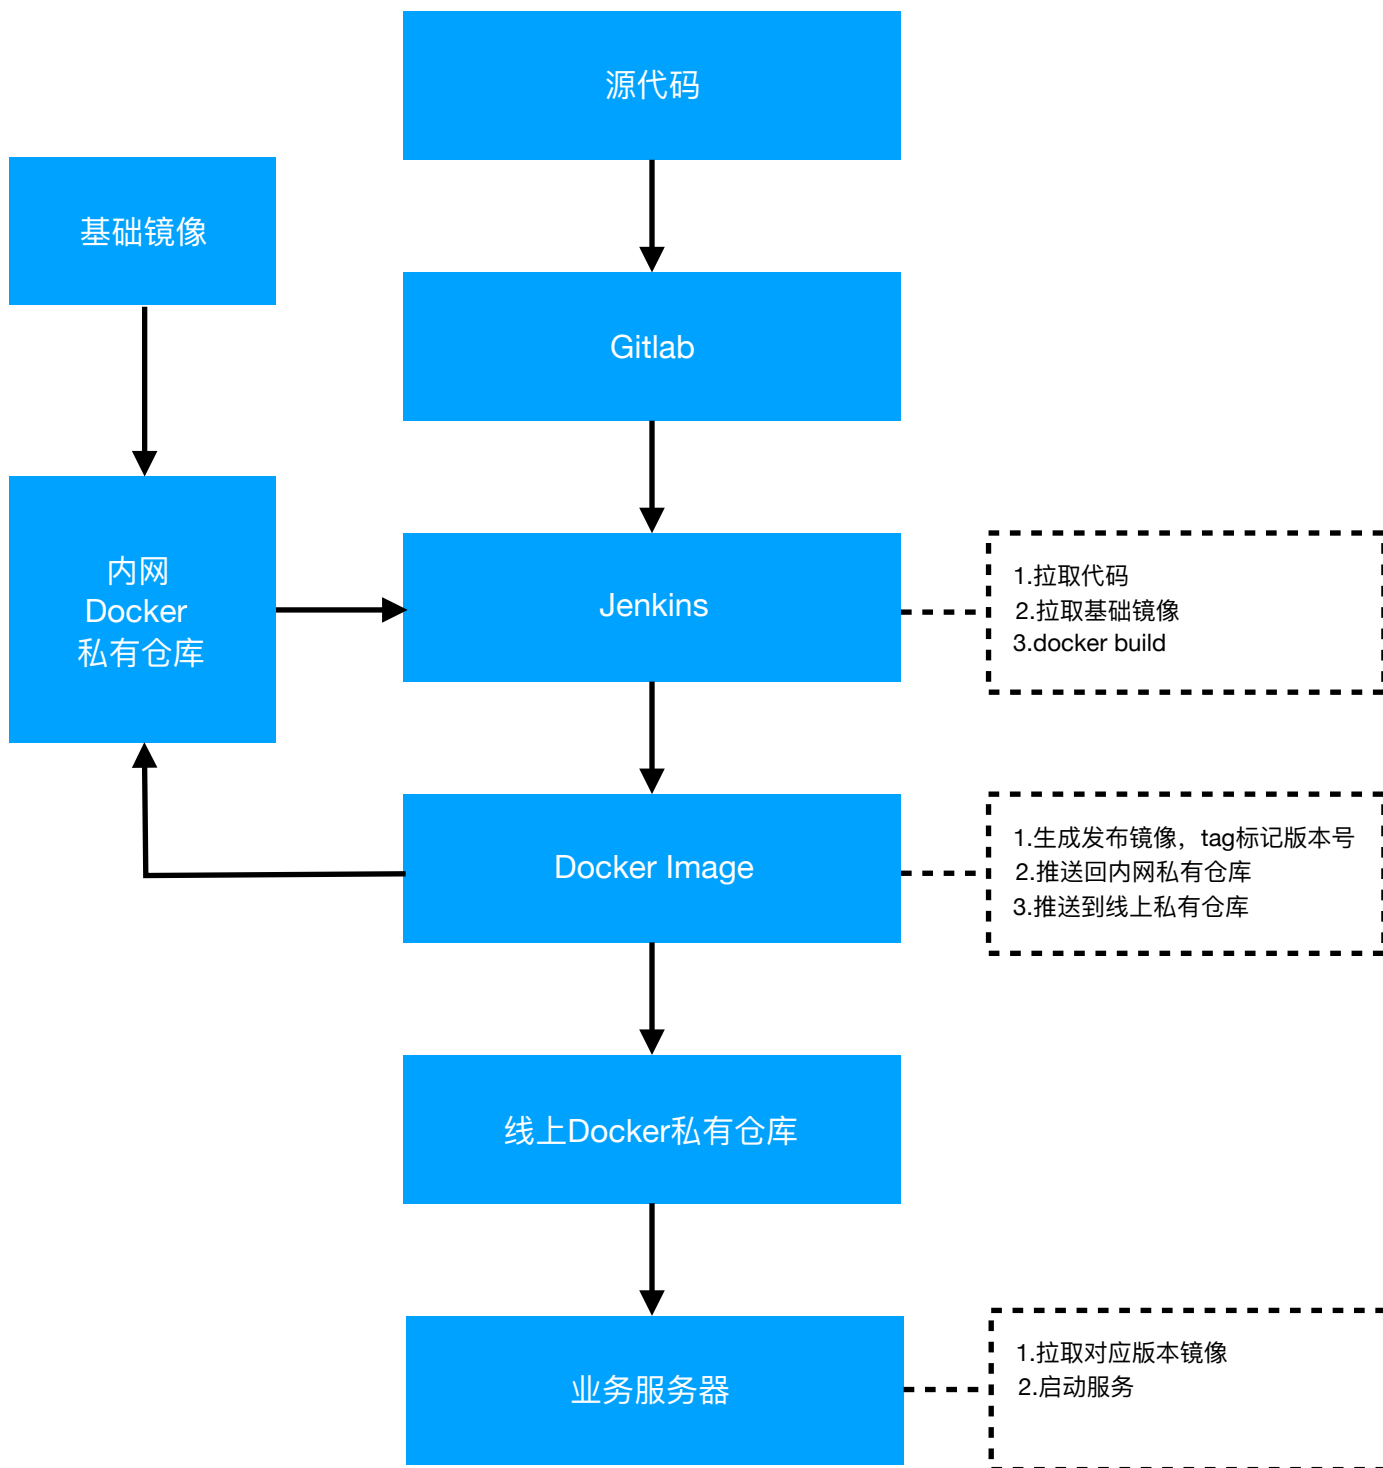 源代码
基础镜像
Gitlab
内网
Docker
私有仓库
Jenkins
1.拉取代码
2.拉取基础镜像
3.docker build
Docker Image
1.生成发布镜像，tag标记版本号
2.推送回内网私有仓库
3.推送到线上私有仓库
线上Docker私有仓库
业务服务器
1.拉取对应版本镜像
2.启动服务